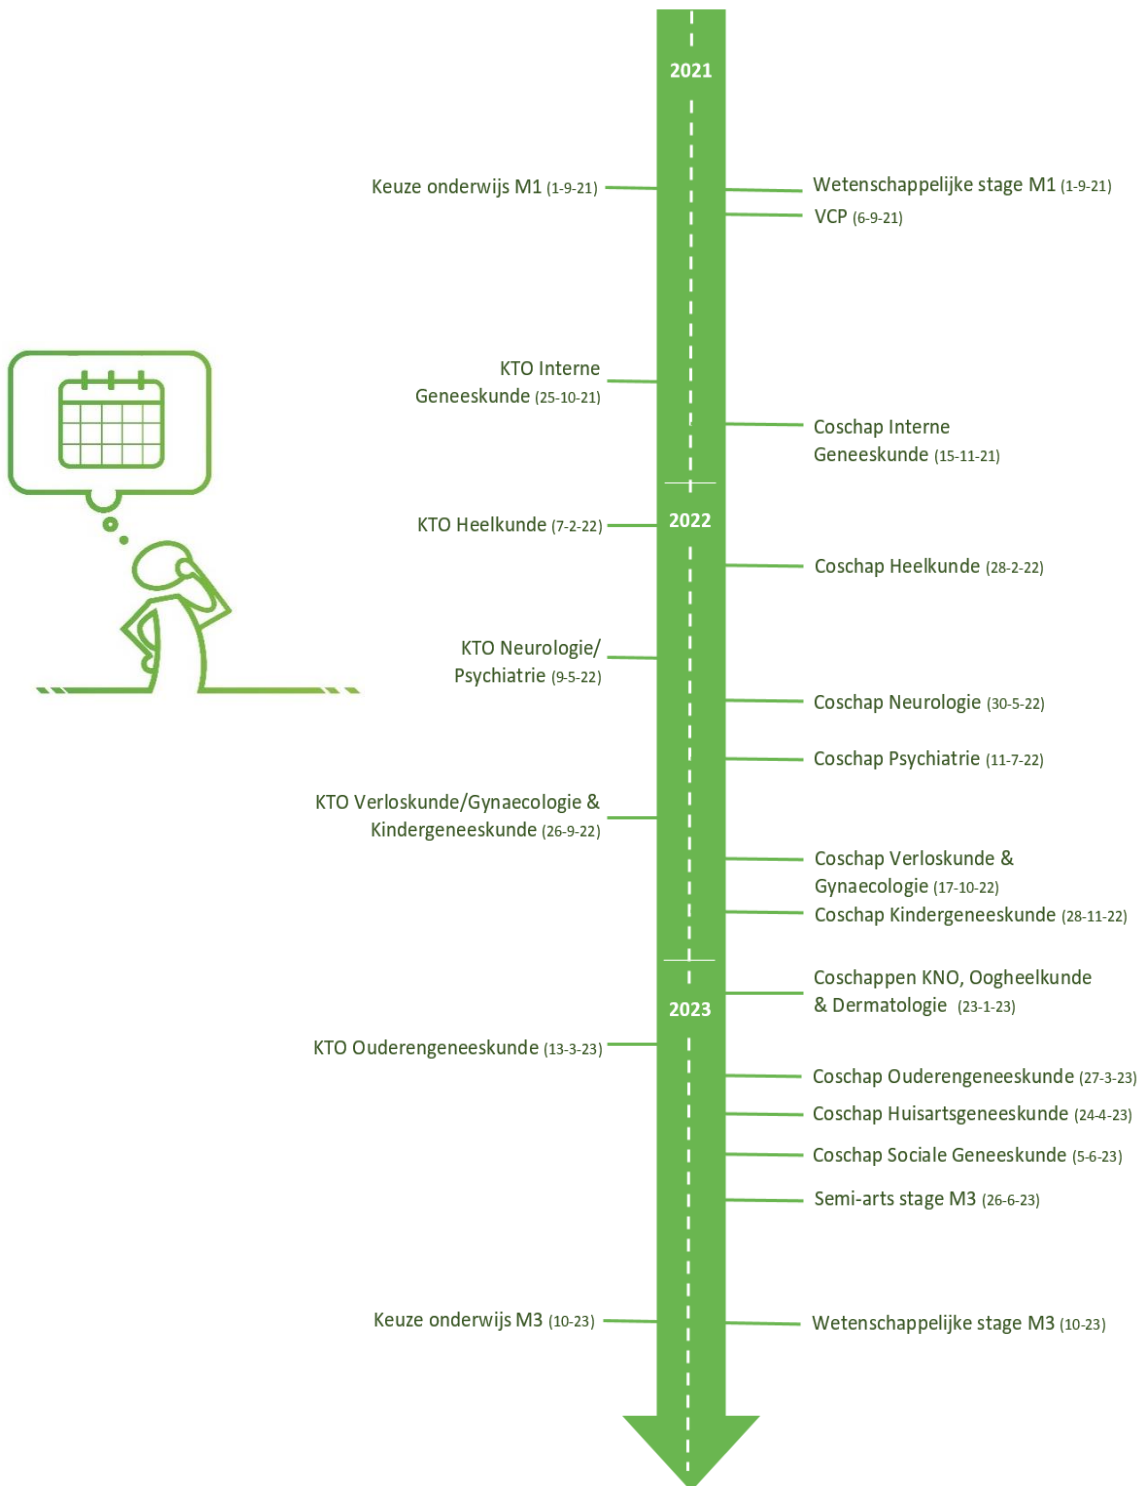 2021
Keuze onderwijs M1 (1-9-21)
Wetenschappelijke stage M1 (1-9-21)
VCP (6-9-21)
KTO Interne
Geneeskunde (25-10-21)
Coschap Interne
Geneeskunde (15-11-21)
2022
KTO Heelkunde (7-2-22)
Coschap Heelkunde (28-2-22)
KTO Neurologie/
Psychiatrie (9-5-22)
Coschap Neurologie (30-5-22)
Coschap Psychiatrie (11-7-22)
KTO Verloskunde/Gynaecologie &
Kindergeneeskunde (26-9-22)
Coschap Verloskunde &
Gynaecologie (17-10-22)
Coschap Kindergeneeskunde (28-11-22)
Coschappen KNO, Oogheelkunde
& Dermatologie (23-1-23)
2023
KTO Ouderengeneeskunde (13-3-23)
Coschap Ouderengeneeskunde (27-3-23)
Coschap Huisartsgeneeskunde (24-4-23)
Coschap Sociale Geneeskunde (5-6-23)
Semi-arts stage M3 (26-6-23)
Keuze onderwijs M3 (10-23)
Wetenschappelijke stage M3 (10-23)